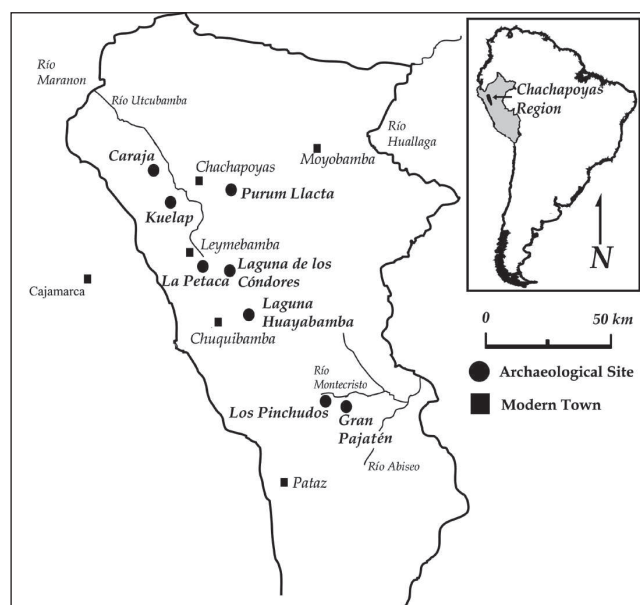 Río
Maranon
Río Utcubamba
Río
Huallaga
Chachapoyas
Region
Caraja
Chachapoyas
Moyobamba
Purum Llacta
Kuelap
Leymebamba
N
La Petaca
Laguna de los
Cóndores
Cajamarca
Laguna
Huayabamba
0
50 km
Chuquibamba
Río
Montecristo
Archaeological Site
Los Pinchudos
Gran
Pajatén
Modern Town
Río Abiseo
Pataz